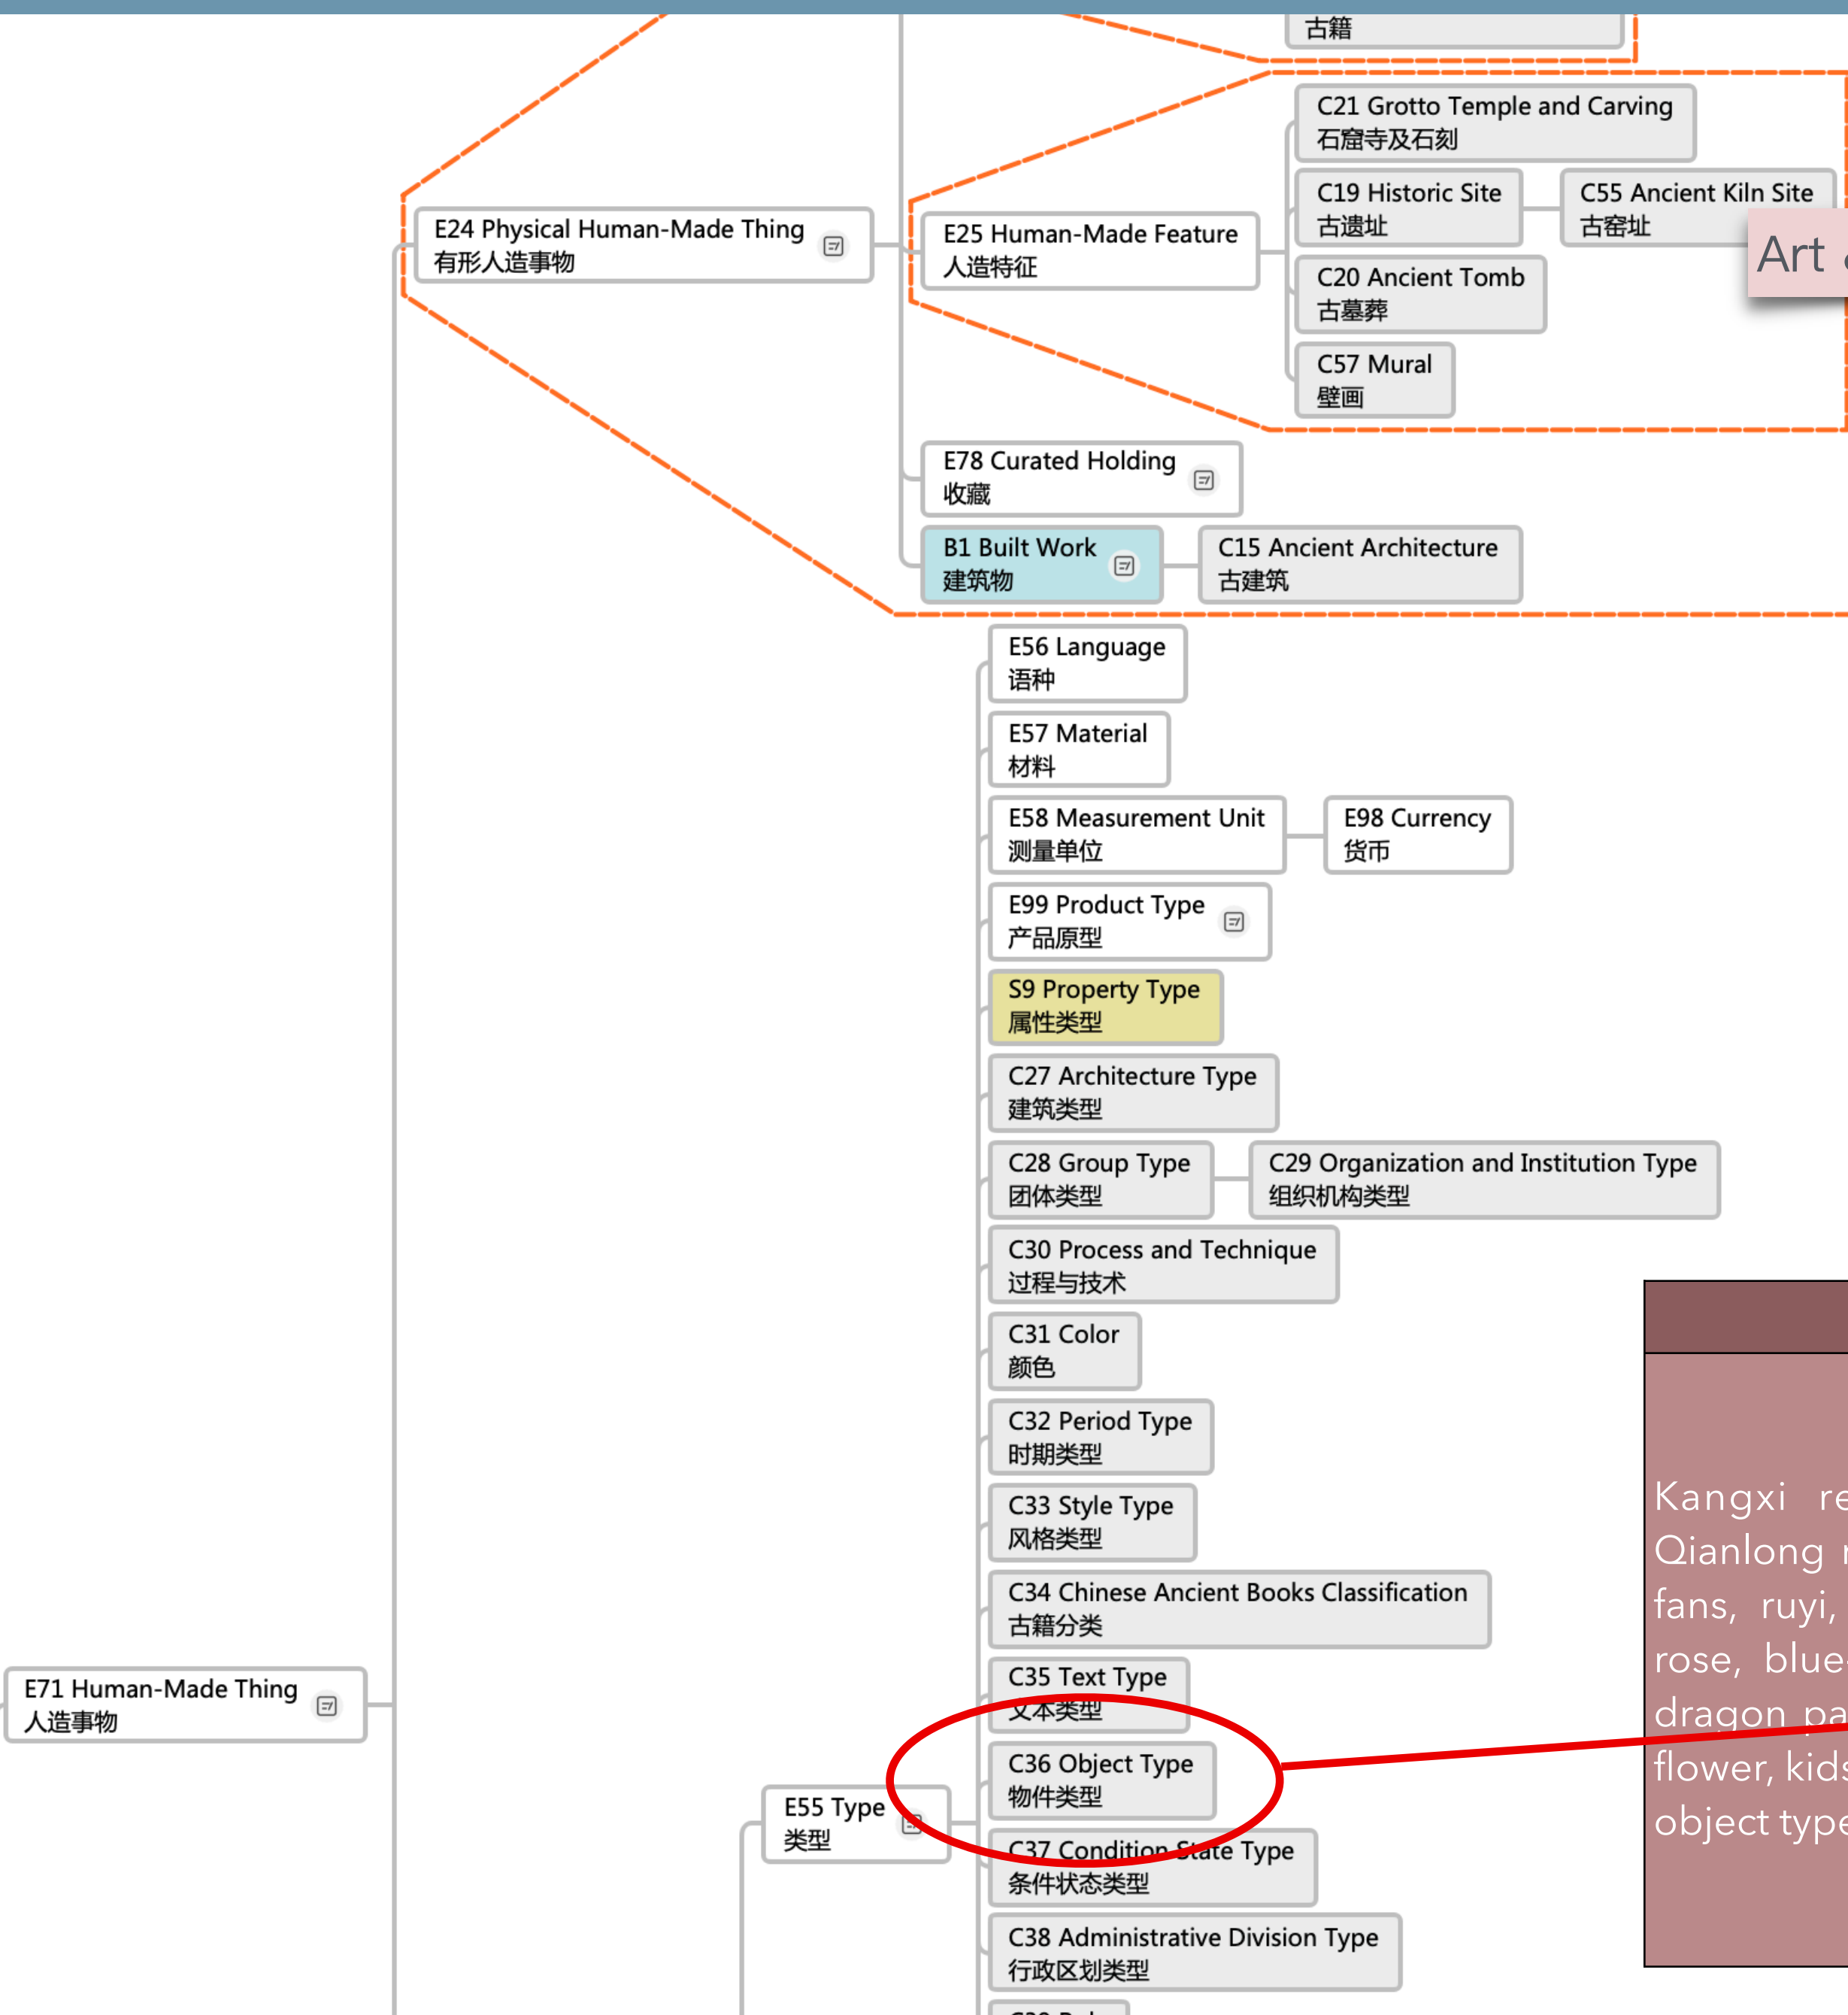 古籍
C21 Grotto Temple and Carving
石窟寺及石刻
C19 Historic Site
古遗址
C55 Ancient Kiln Site
古窑址
Art
E24 Physical Human-Made Thing
有形人造事物
E25 Human-Made Feature
人造特征
C20 Ancient Tomb
古墓葬
C57 Mural
壁画
E78 Curated Holding
收藏
B1 Built Work
建筑物
C15 Ancient Architecture
古建筑
E56 Language
语种
E57 Material
材料
E58 Measurement Unit
测量单位
E98 Currency
货币
E99 Product Type
产品原型
S9 Property Type
属性类型
C27 Architecture Type
建筑类型
C28 Group Type
团体类型
C29 Organization and Institution Type
组织机构类型
C30 Process and Technique
过程与技术
C31 Color
颜色
C32 Period Type
时期类型
C33 Style Type
风格类型
C34 Chinese Ancient Books Classification
古籍分类
C35 Text Type
文本类型
C36 Object Type
物件类型
E55 Type
类型
C37 Condition State Type
条件状态类型
C38 Administrative Division Type
行政区划类型
E71 Human-Made Thing
人造事物
Kangxi re
Qianlong
fans, ruyi,
rose, blue
dragon pa
flower, kids
object type